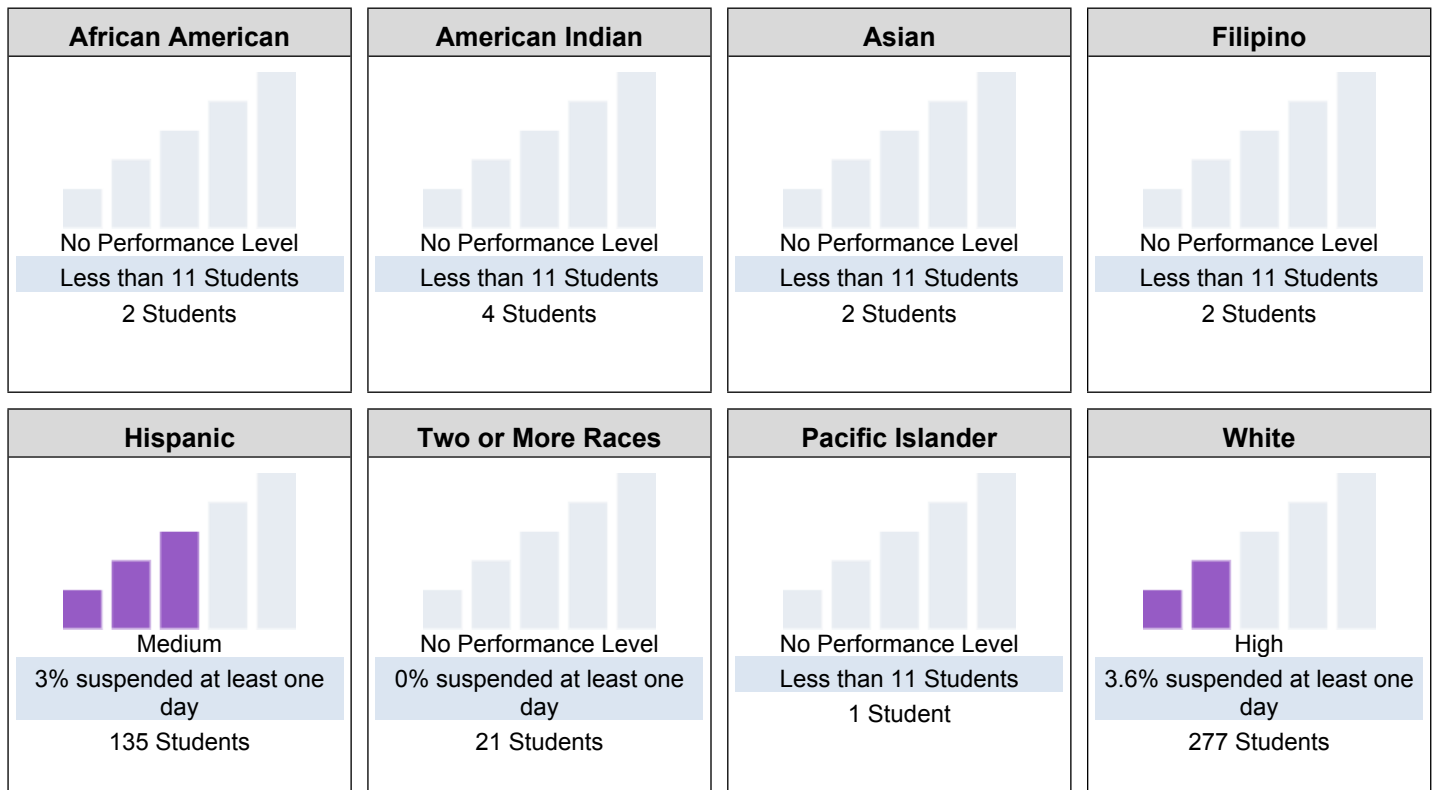 African American
No Performance Level
Less than 11 Students
2 Students
American Indian
No Performance Level
Less than 11 Students
4 Students
Asian
No Performance Level
Less than 11 Students
2 Students
Filipino
No Performance Level
Less than 11 Students
2 Students
Hispanic
Medium
3% suspended at least one
day
135 Students
Two or More Races
No Performance Level
0% suspended at least one
day
21 Students
Pacific Islander
No Performance Level
Less than 11 Students
1 Student
White
High
3.6% suspended at least one
day
277 Students